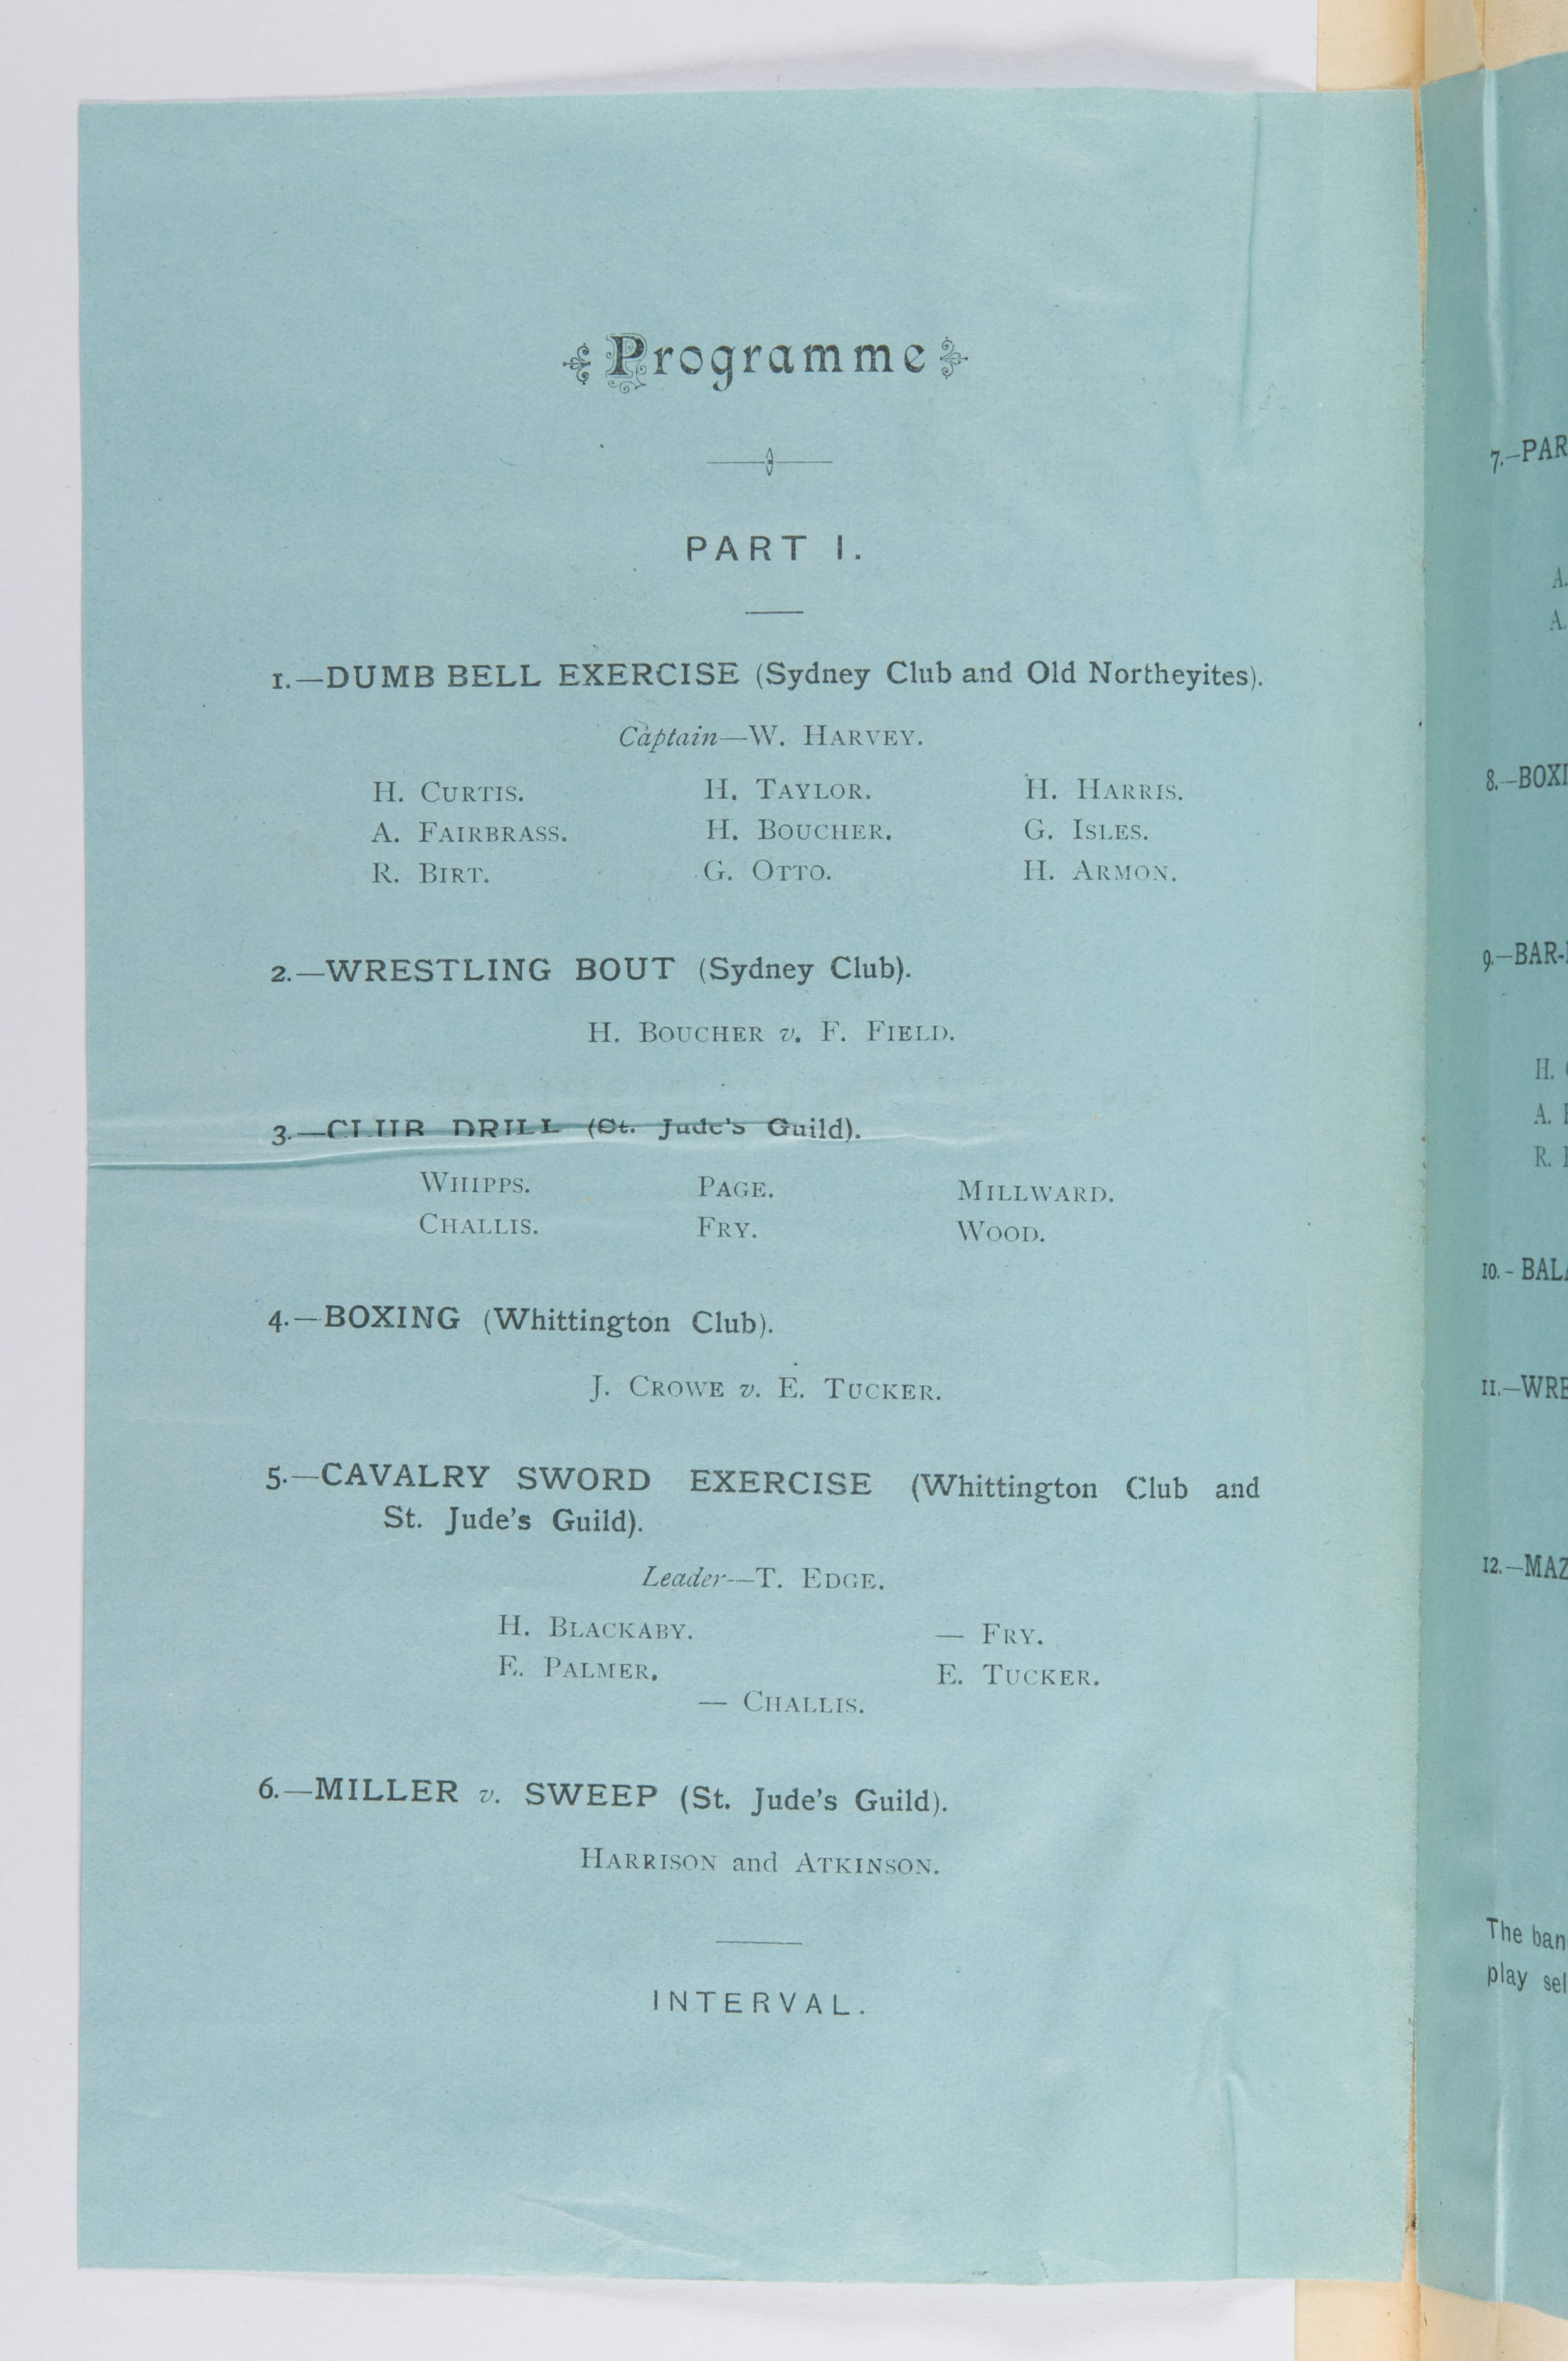 Programme
PART I.
1.—DUMB BELL EXERCISE (Sydney Club and Old Northeyites).
Captain—W. HARVEY.
H. CURTIS. H. TAYLOR. H. HARRIS.
A. FAIRBRASS. H. BOUCHER. G. ISLES.
R. BIRT. G. OTTO. H. ARMON.
2.—WRESTLING BOUT (Sydney Club).
H. BOUCHER v. F. FIELD.
3.—CLUB DRILL (St. Jude's Guild).
WHIPPS. PAGE. MILLWARD.
CHALLIS. FRY. WOOD.
4.—BOXING (Whittington Club).
J. CROWE v. E. TUCKER.
5.—CAVALRY SWORD EXERCISE (Whittington Club and
St. Jude's Guild).
Leader—T. EDGE.
H. BLACKABY. — FRY.
E. PALMER. E. TUCKER.
— CHALLIS.
6.—MILLER v. SWEEP (St. Jude's Guild).
HARRISON and ATKINSON.
INTERVAL.
7.—PAR
A.
A.
8.—BOXI
9.—BAR-
H.
A.
R.
10.- BALA
11.—WRE
12.—MAZ
The ban
play sel